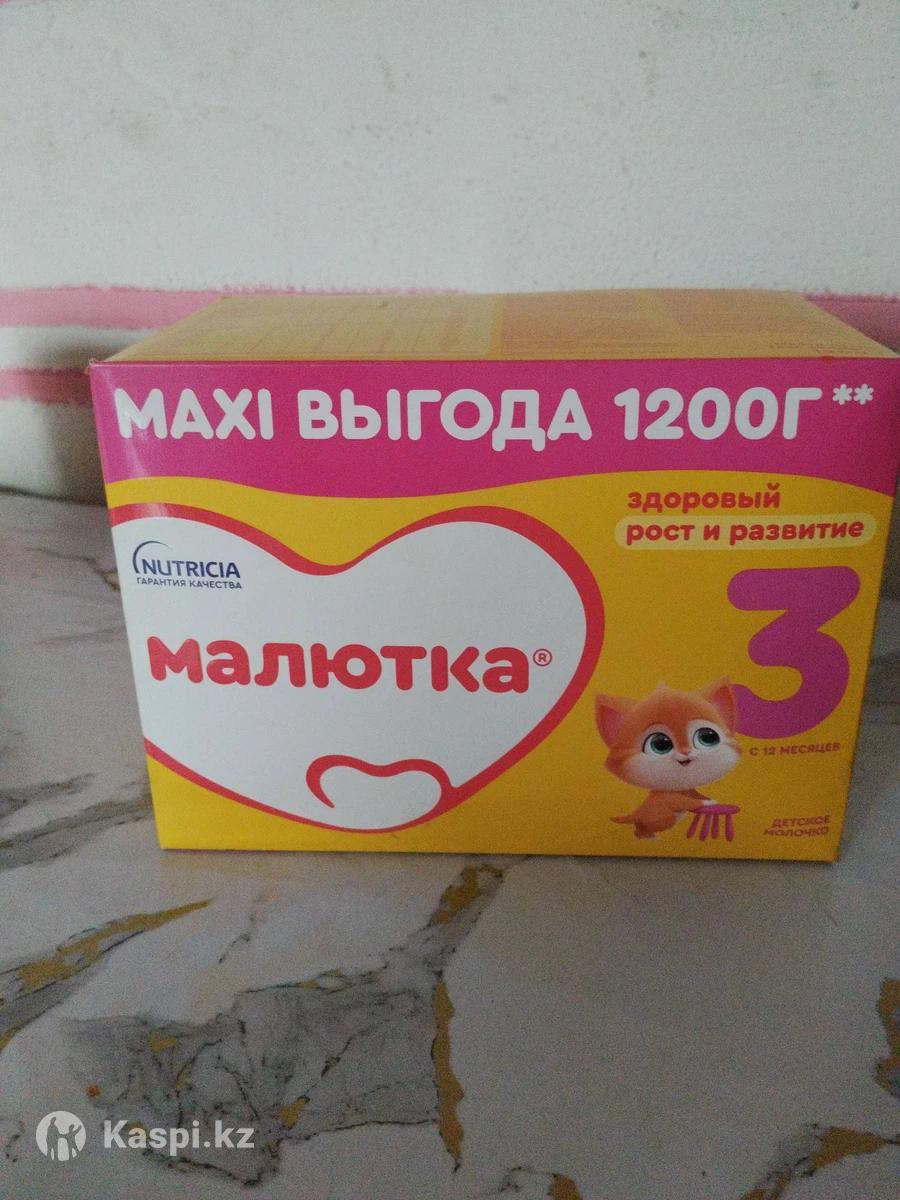 MAXI ВЫГОДА 1200Г**
здоровый
рост и развитие
NUTRICIA
ГАРАНТИЯ КАЧЕСТВА
малютка®
3
С 12 МЕСЯЦЕВ
ДЕТСКОЕ
МОЛОЧКО
Kaspi.kz